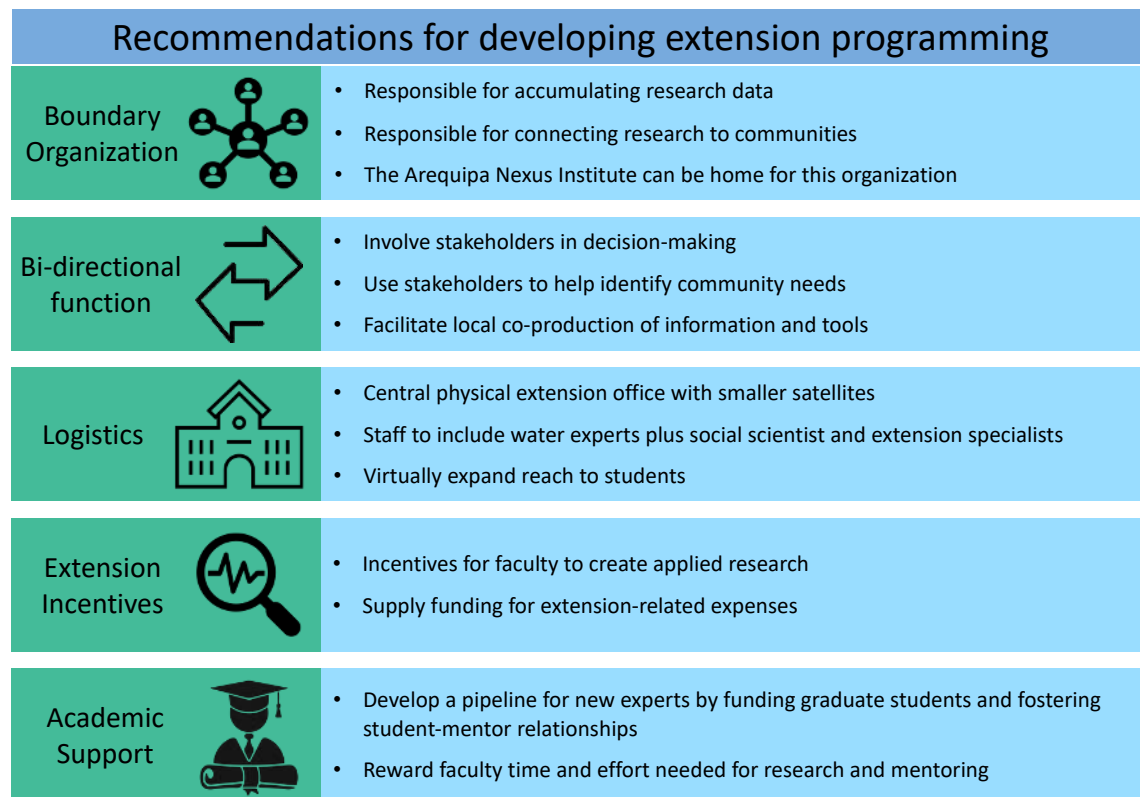 Recommendations for developing extension programming
Boundary
Organization
• Responsible for accumulating research data
• Responsible for connecting research to communities
• The Arequipa Nexus Institute can be home for this organization
Bi-directional
function
• Involve stakeholders in decision-making
• Use stakeholders to help identify community needs
• Facilitate local co-production of information and tools
Logistics
• Central physical extension office with smaller satellites
• Staff to include water experts plus social scientist and extension specialists
• Virtually expand reach to students
Extension
Incentives
• Incentives for faculty to create applied research
• Supply funding for extension-related expenses
Academic
Support
• Develop a pipeline for new experts by funding graduate students and fostering
student-mentor relationships
• Reward faculty time and effort needed for research and mentoring